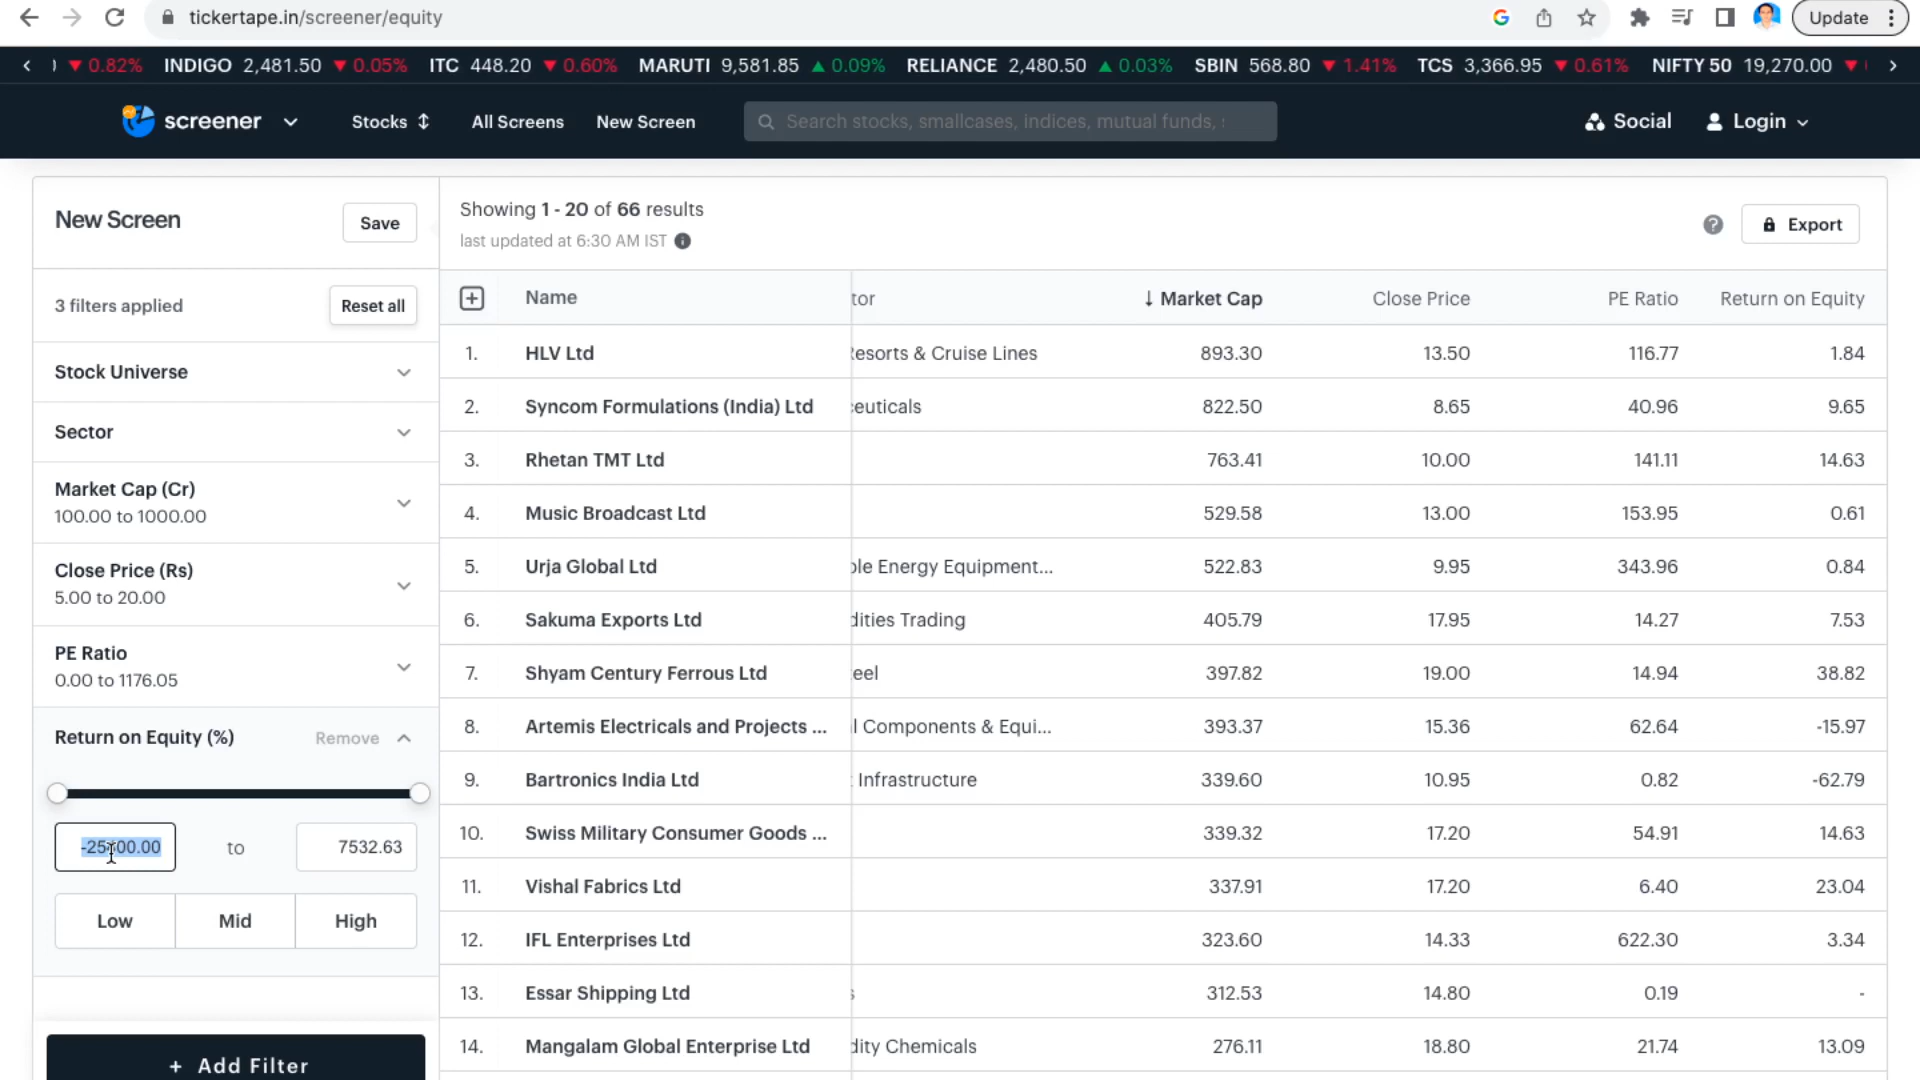 tickertape.in/screener/equity
Update
0.82% INDIGO 2,481.50 0.05% ITC 448.20 0.60% MARUTI 9,581.85 0.09% RELIANCE 2,480.50 0.03% SBIN 568.80 1.41% TCS 3,366.95 0.61% NIFTY 50 19,270.00
screener Stocks All Screens New Screen Search stocks, smallcases, indices, mutual funds, Social Login
New Screen Save
3 filters applied Reset all
Stock Universe
Sector
Market Cap (Cr)
100.00 to 1000.00
Close Price (Rs)
5.00 to 20.00
PE Ratio
0.00 to 1176.05
Return on Equity (%) Remove
to 7532.63
Low Mid High
+ Add Filter
Showing 1 - 20 of 66 results
last updated at 6:30 AM IST
Export
Name tor ↓ Market Cap Close Price PE Ratio Return on Equity
1. HLV Ltd Resorts & Cruise Lines 893.30 13.50 116.77 1.84
2. Syncom Formulations (India) Ltd ceuticals 822.50 8.65 40.96 9.65
3. Rhetan TMT Ltd 763.41 10.00 141.11 14.63
4. Music Broadcast Ltd 529.58 13.00 153.95 0.61
5. Urja Global Ltd ble Energy Equipment... 522.83 9.95 343.96 0.84
6. Sakuma Exports Ltd dities Trading 405.79 17.95 14.27 7.53
7. Shyam Century Ferrous Ltd eel 397.82 19.00 14.94 38.82
8. Artemis Electricals and Projects ... l Components & Equi... 393.37 15.36 62.64 -15.97
9. Bartronics India Ltd Infrastructure 339.60 10.95 0.82 -62.79
10. Swiss Military Consumer Goods ... 339.32 17.20 54.91 14.63
11. Vishal Fabrics Ltd 337.91 17.20 6.40 23.04
12. IFL Enterprises Ltd 323.60 14.33 622.30 3.34
13. Essar Shipping Ltd s 312.53 14.80 0.19 -
14. Mangalam Global Enterprise Ltd dity Chemicals 276.11 18.80 21.74 13.09